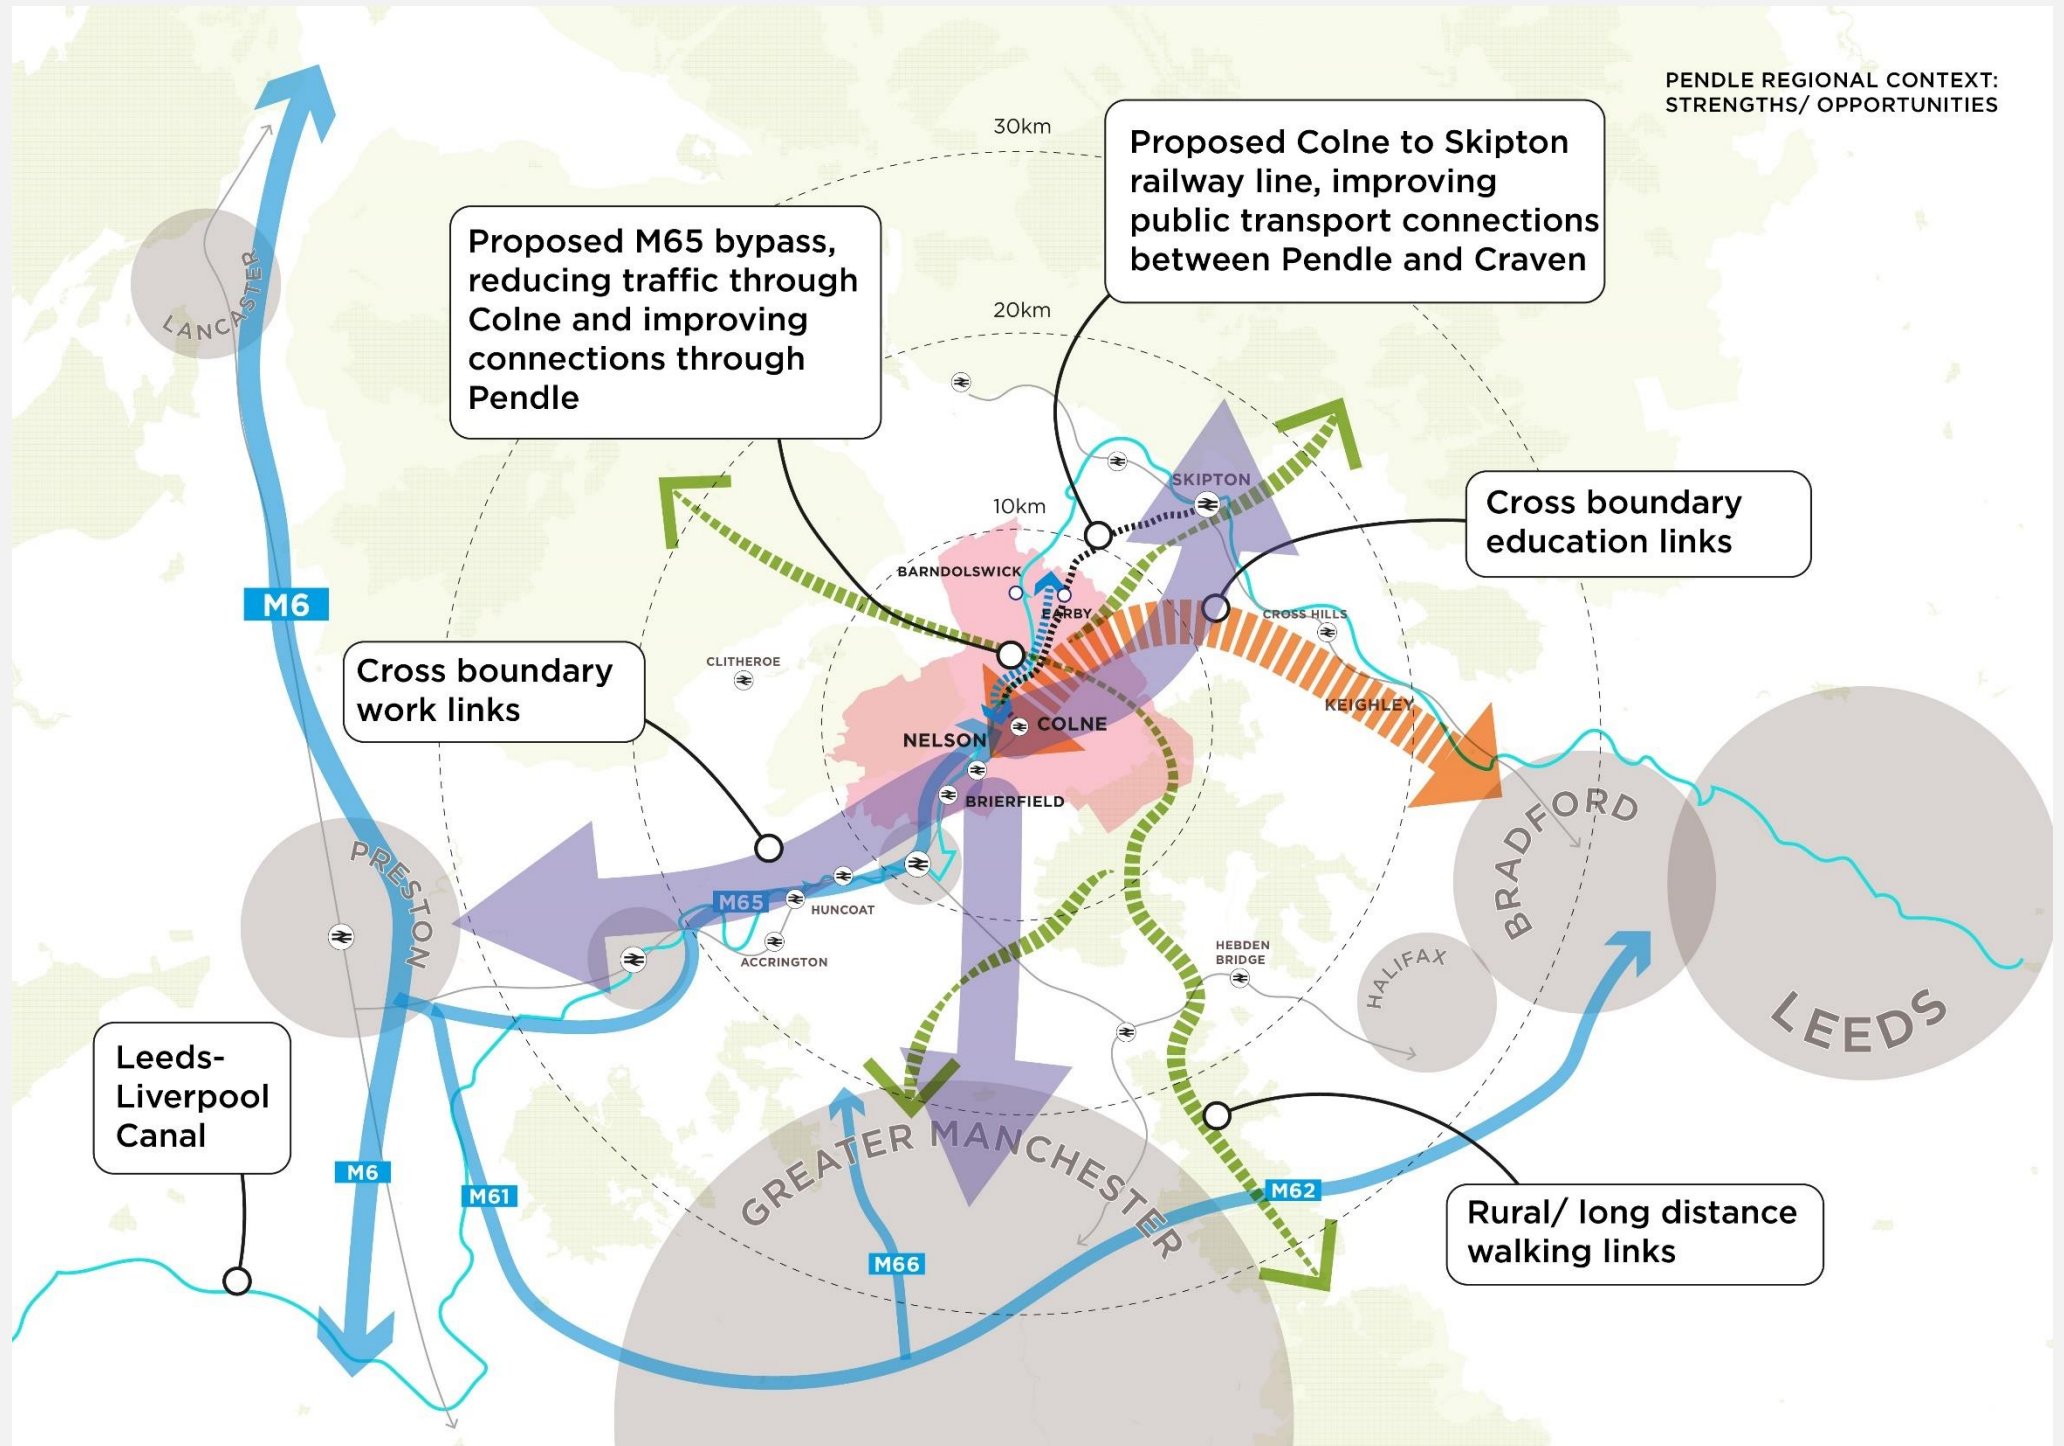 PENDLE REGIONAL CONTEXT:
STRENGTHS/ OPPORTUNITIES
30km
Proposed Colne to Skipton
railway line, improving
public transport connections
between Pendle and Craven
Proposed M65 bypass,
reducing traffic through
Colne and improving
connections through
Pendle
20km
LANCASTER
SKIPTON
Cross boundary
education links
10km
BARNDOLSWICK
EARBY
M6
CROSS HILLS
CLITHEROE
Cross boundary
work links
KEIGHLEY
COLNE
NELSON
BRIERFIELD
BRADFORD
PRESTON
M65
HUNCOAT
ACCRINGTON
HEBDEN
BRIDGE
HALIFAX
LEEDS
Leeds-
Liverpool
Canal
GREATER MANCHESTER
M6
M61
M62
Rural/ long distance
walking links
M66